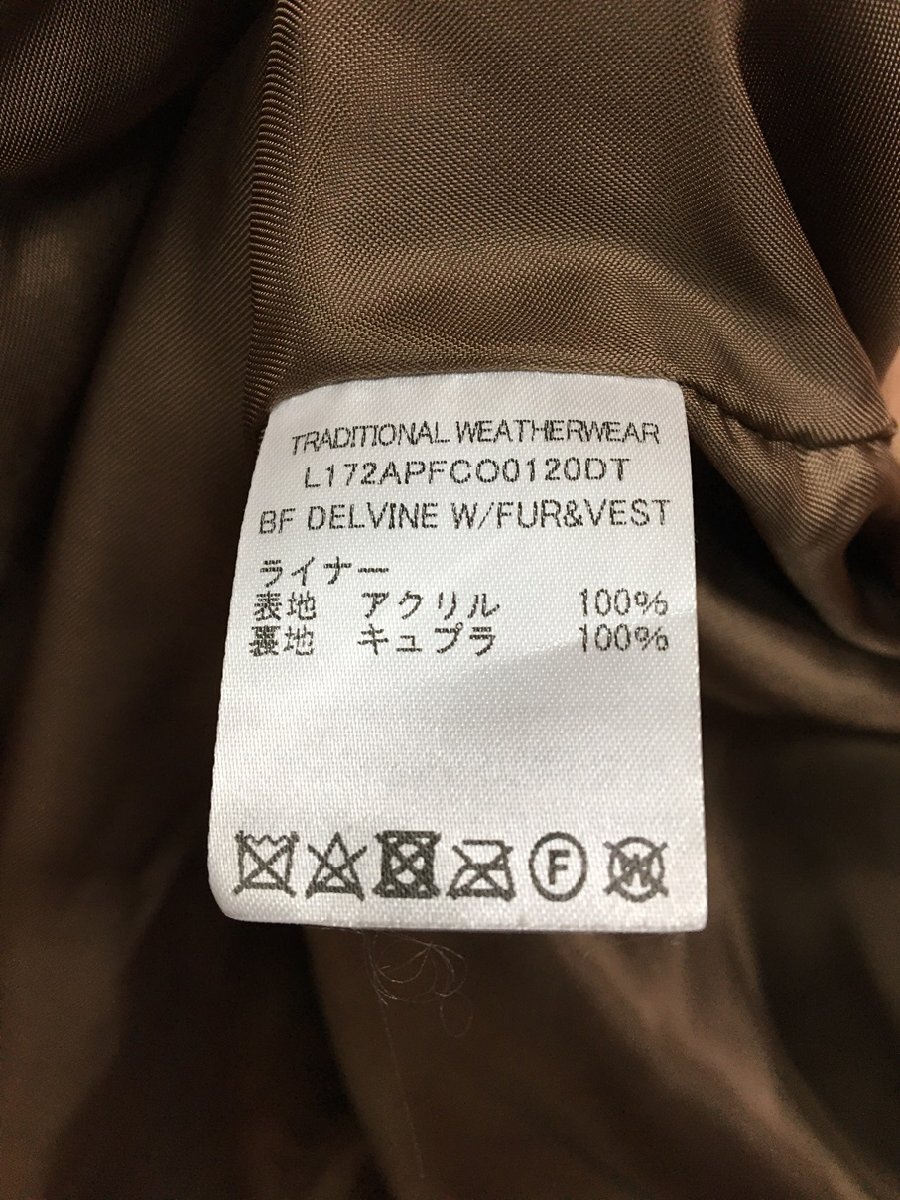 TRADITIONAL WEATHERWEAR
L172APFCO0120DT
BF DELVINE W/FUR&VEST
ライナー
表地 アクリル 100%
裏地 キュプラ 100%
F
W